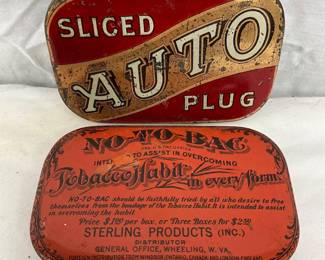 SLICED
AUTO
PLUG
NO-TO-BAC
INTENDED TO ASSIST IN OVERCOMING
Tobacco Habit in every form
NO-TO-BAC should be faithfully tried by all who desire to free
themselves from the bondage of the Tobacco Habit. It is intended to assist
in overcoming the habit
Price $1.00 per box, or Three Boxes for $2.50
STERLING PRODUCTS (INC.)
DISTRIBUTOR
GENERAL OFFICE, WHEELING, W. VA.